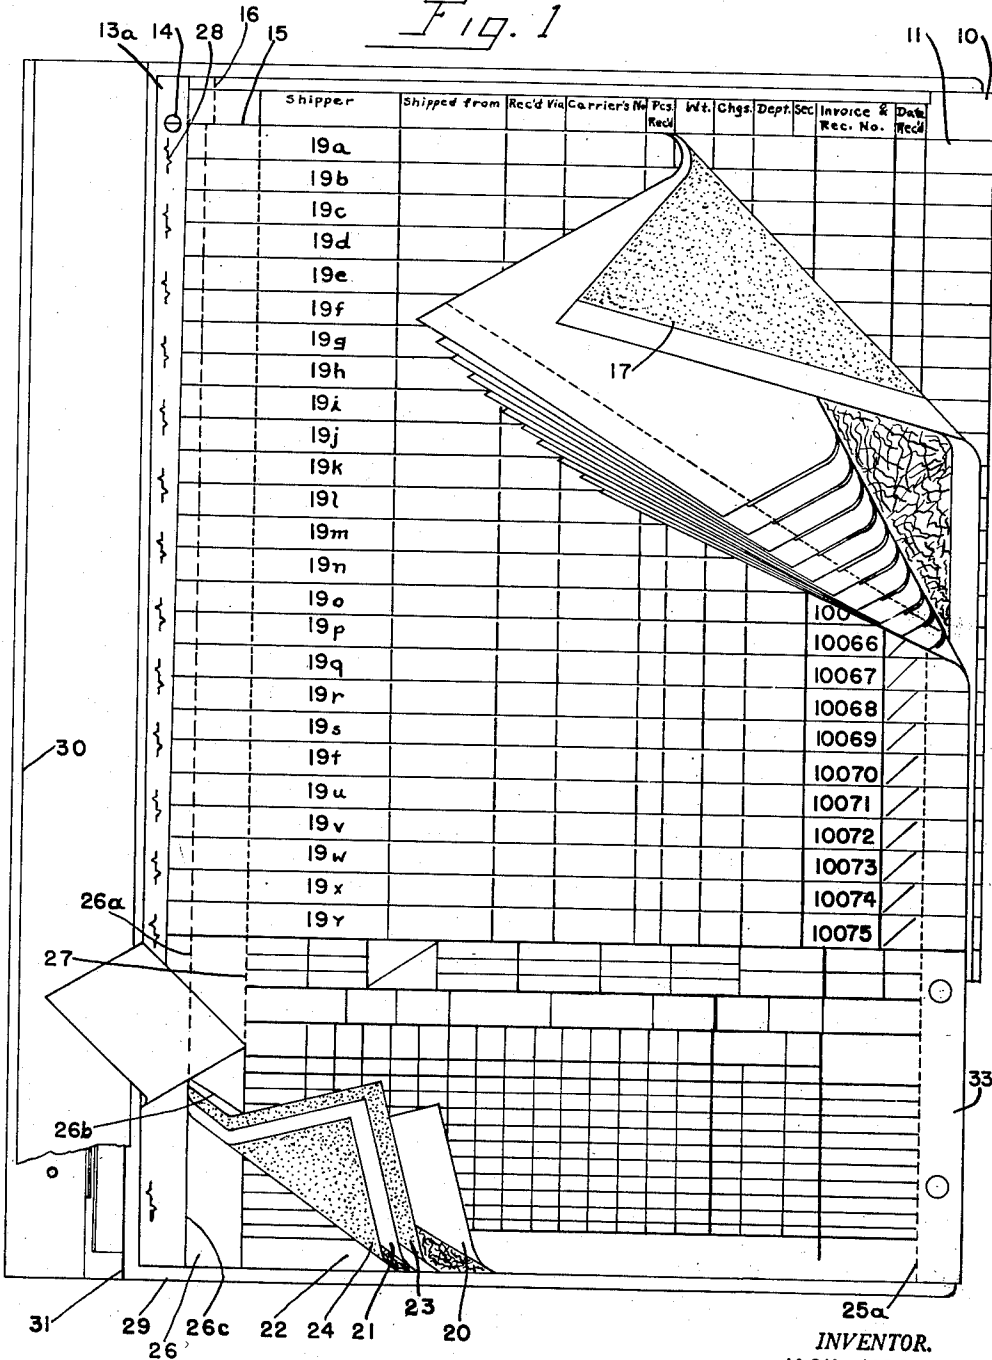 Fig. 1
13a 14 28 16 15 11 10
Shipper Shipped from Rec'd Via Carrier's No Pcs. Rec'd Wt. Chgs. Dept. Sec Invoice & Rec. No. Date Rec'd
19a
19b
19c
19d
19e
19f
19g
19h
17
19i
19j
19k
19l
19m
19n
19o 100
19p 10066
19q 10067
19r 10068
19s 10069
30
19t 10070
19u 10071
19v 10072
19w 10073
19x 10074
26a
19Y 10075
27
33
26b
31 29 26 26c 22 24 21 23 20 25a
INVENTOR.